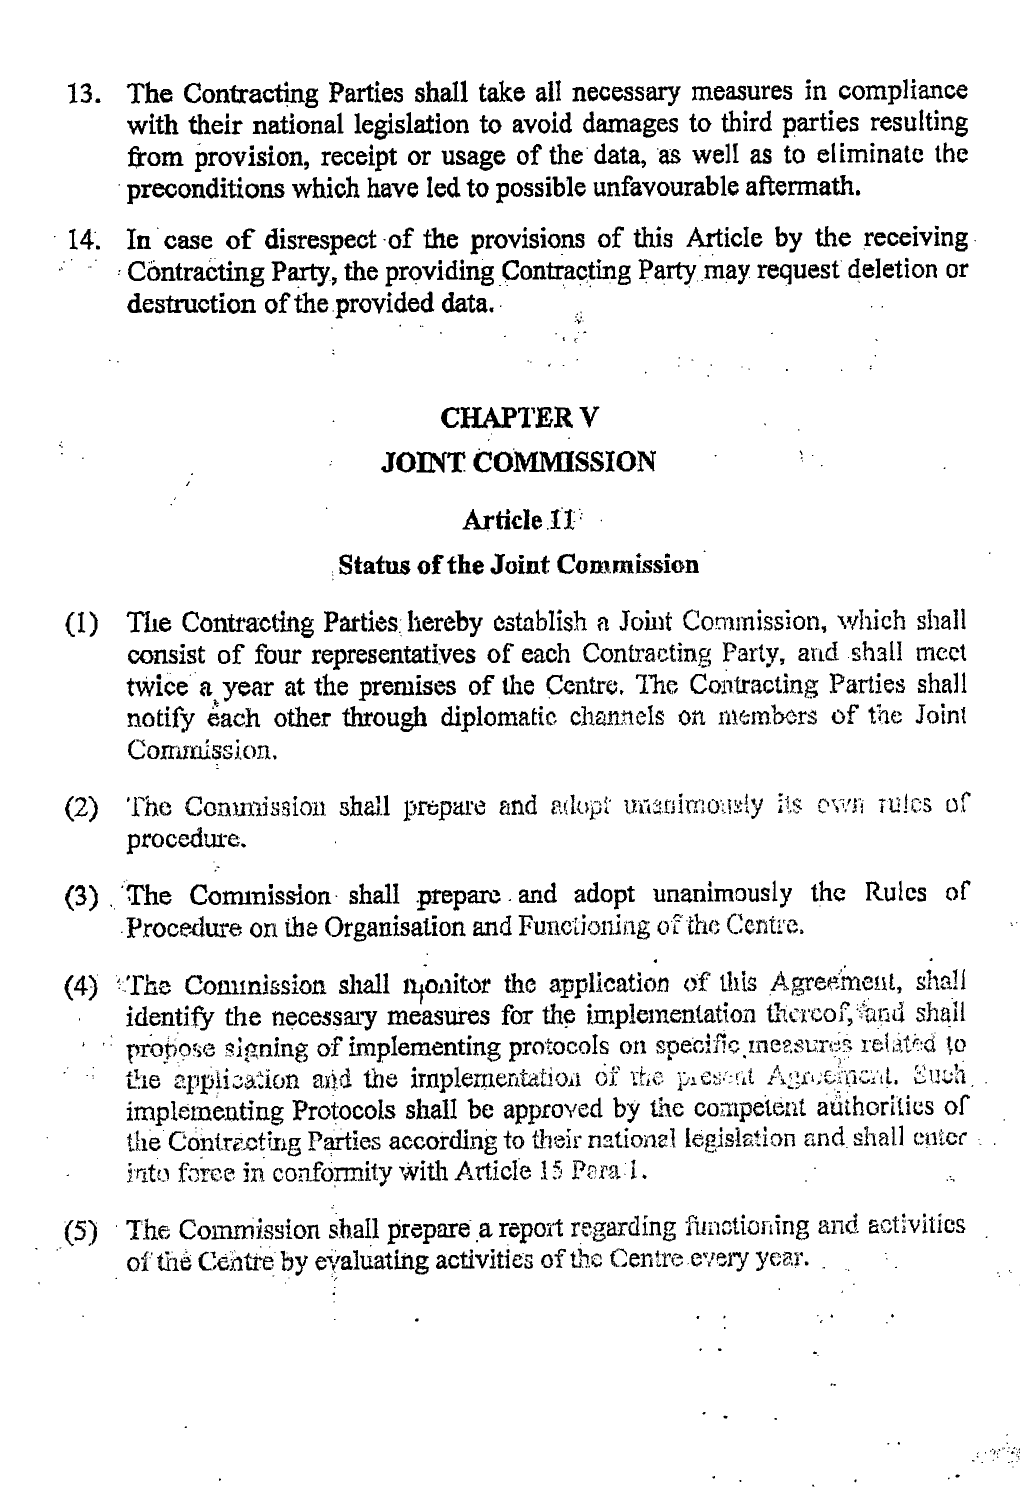 13. The Contracting Parties shall take all necessary measures in compliance
with their national legislation to avoid damages to third parties resulting
from provision, receipt or usage of the data, as well as to eliminate the
preconditions which have led to possible unfavourable aftermath.
14. In case of disrespect of the provisions of this Article by the receiving
Contracting Party, the providing Contracting Party may request deletion or
destruction of the provided data.
CHAPTER V
JOINT COMMISSION
Article 11
Status of the Joint Commission
(1) The Contracting Parties hereby establish a Joint Commission, which shall
consist of four representatives of each Contracting Party, and shall meet
twice a year at the premises of the Centre. The Contracting Parties shall
notify each other through diplomatic channels on members of the Joint
Commission.
(2) The Commission shall prepare and adopt unanimously its own rules of
procedure.
(3) The Commission shall prepare and adopt unanimously the Rules of
Procedure on the Organisation and Functioning of the Centre.
(4) The Commission shall monitor the application of this Agreement, shall
identify the necessary measures for the implementation thereof, and shall
propose signing of implementing protocols on specific measures related to
the application and the implementation of the present Agreement. Such
implementing Protocols shall be approved by the competent authorities of
the Contracting Parties according to their national legislation and shall enter
into force in conformity with Article 15 Para 1.
(5) The Commission shall prepare a report regarding functioning and activities
of the Centre by evaluating activities of the Centre every year.